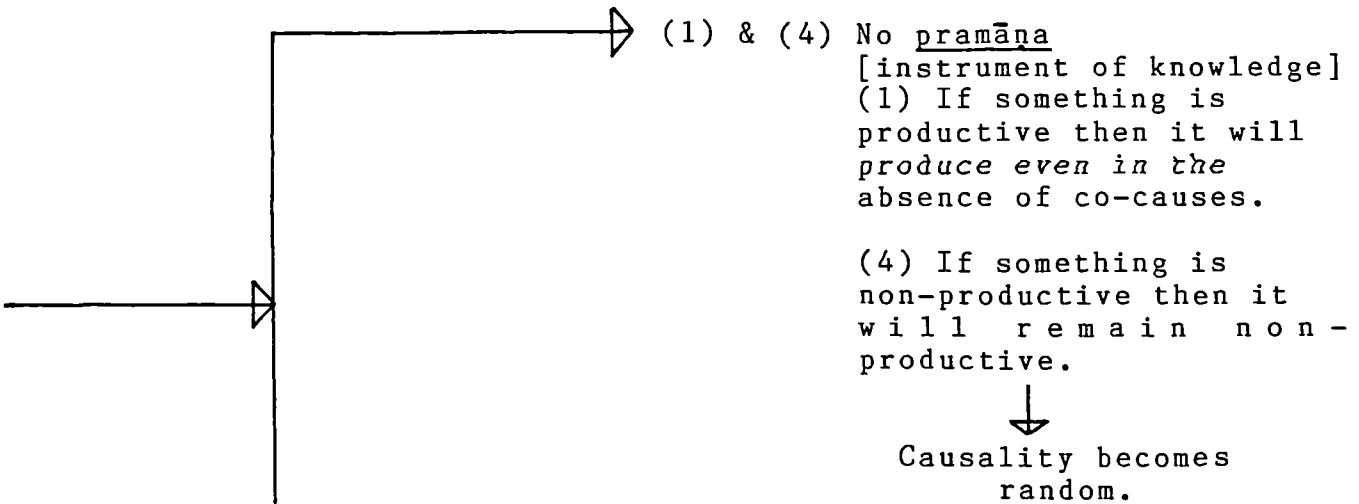 (1) & (4) No pramāṇa
[instrument of knowledge]
(1) If something is
productive then it will
produce even in the
absence of co-causes.
(4) If something is
non-productive then it
will remain non-
productive.
Causality becomes
random.